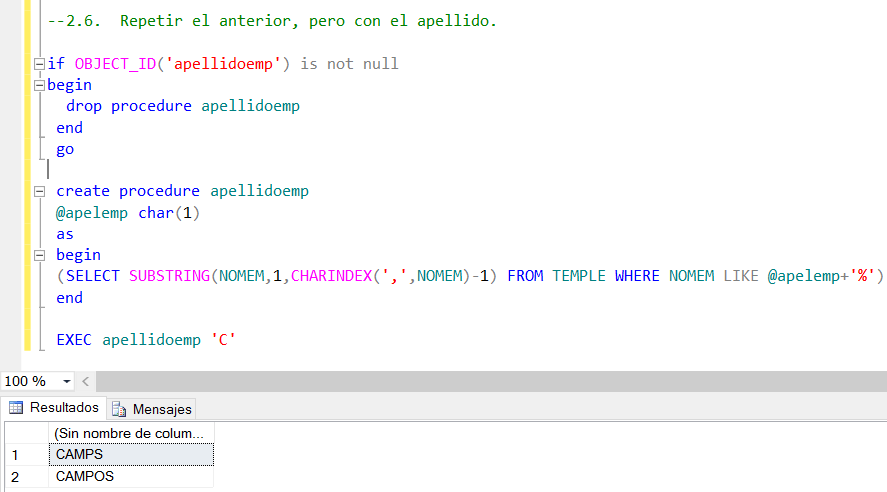 --2.6.  Repetir el anterior, pero con el apellido.
if OBJECT_ID('apellidoemp') is not null
begin
drop procedure apellidoemp
end
go
create procedure apellidoemp
@apelemp char(1)
as
begin
(SELECT SUBSTRING(NOMEM,1,CHARINDEX(',',NOMEM)-1) FROM TEMPLE WHERE NOMEM LIKE @apelemp+'%')
end
EXEC apellidoemp 'C'
100 %
Resultados Mensajes
(Sin nombre de colum...
1 CAMPS
2 CAMPOS